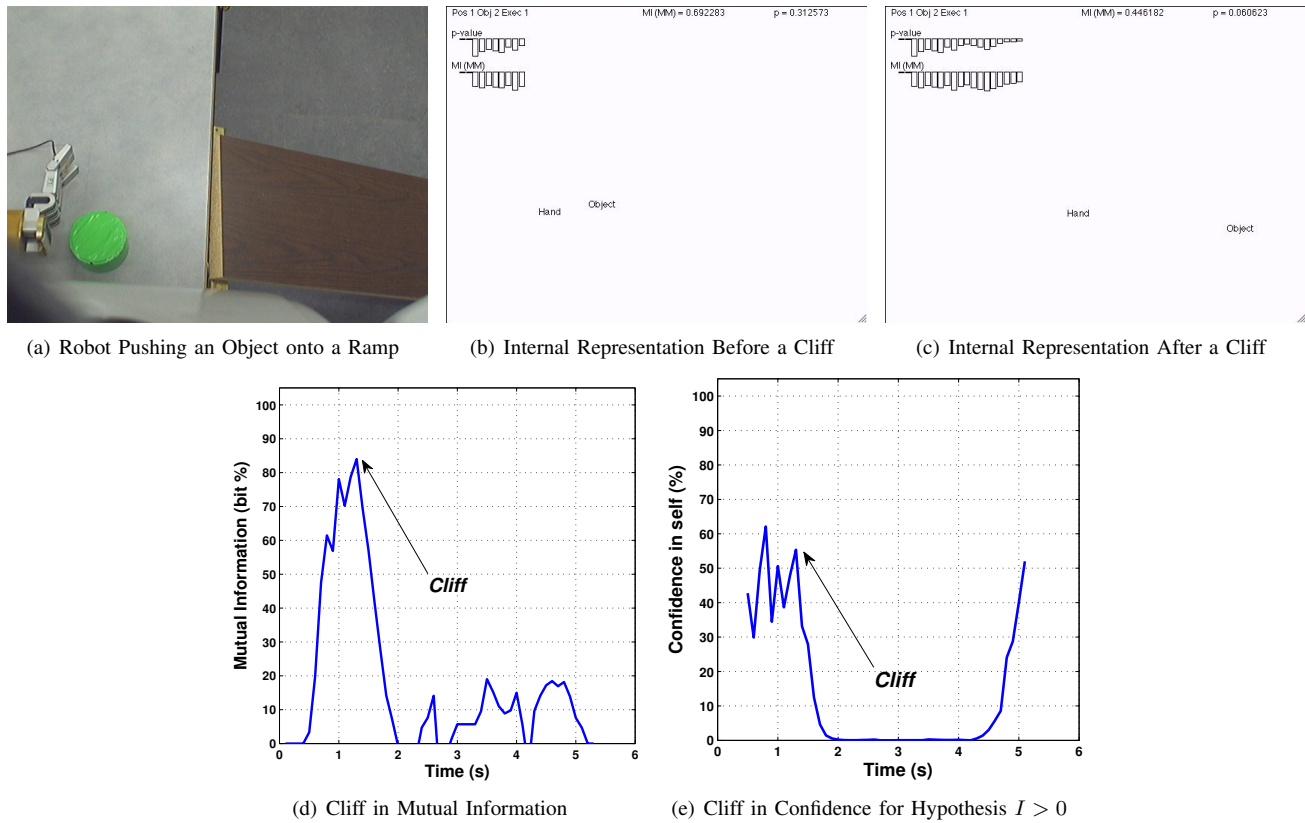 Pos 1 Obj 2 Exec 1 MI (MM) = 0.692283 p = 0.312573
p-value
MI (MM)
Hand
Object
Pos 1 Obj 2 Exec 1 MI (MM) = 0.446182 p = 0.060623
p-value
MI (MM)
Hand
Object
(a) Robot Pushing an Object onto a Ramp
(b) Internal Representation Before a Cliff
(c) Internal Representation After a Cliff
Mutual Information (bit %)
100
90
80
70
60
50
40
30
20
10
0
0 1 2 3 4 5 6
Time (s)
Cliff
(d) Cliff in Mutual Information
Confidence in self (%)
100
90
80
70
60
50
40
30
20
10
0
0 1 2 3 4 5 6
Time (s)
Cliff
(e) Cliff in Confidence for Hypothesis I > 0